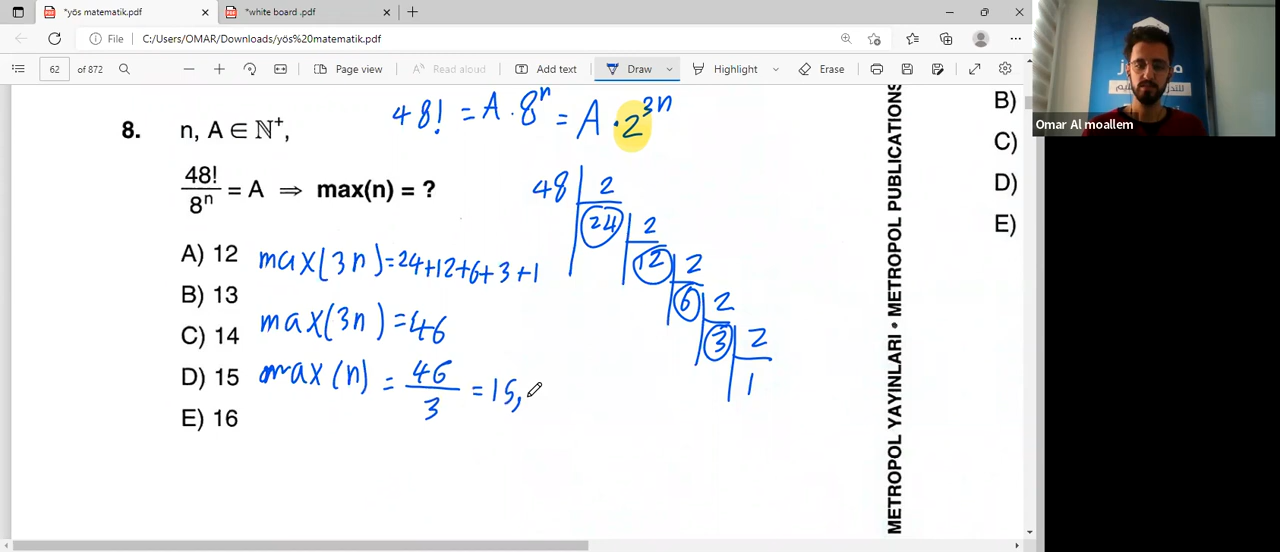 *yös matematik.pdf
*white board .pdf
File C:/Users/OMAR/Downloads/yös%20matematik.pdf
62 of 872
Page view
Read aloud
Add text
Draw
Highlight
Erase
48! = A · 8ⁿ = A · 2³ⁿ
8. n, A ∈ ℕ⁺,
48!/8ⁿ = A ⇒ max(n) = ?
A) 12
B) 13
C) 14
D) 15
E) 16
max(3n) = 24+12+6+3+1
max(3n) = 46
max(n) = 46/3 = 15,
48 2
24 2
12 2
6 2
3 2
1
METROPOL YAYINLARI • METROPOL PUBLICATIONS
B)
C)
D)
E)
Omar Al moallem